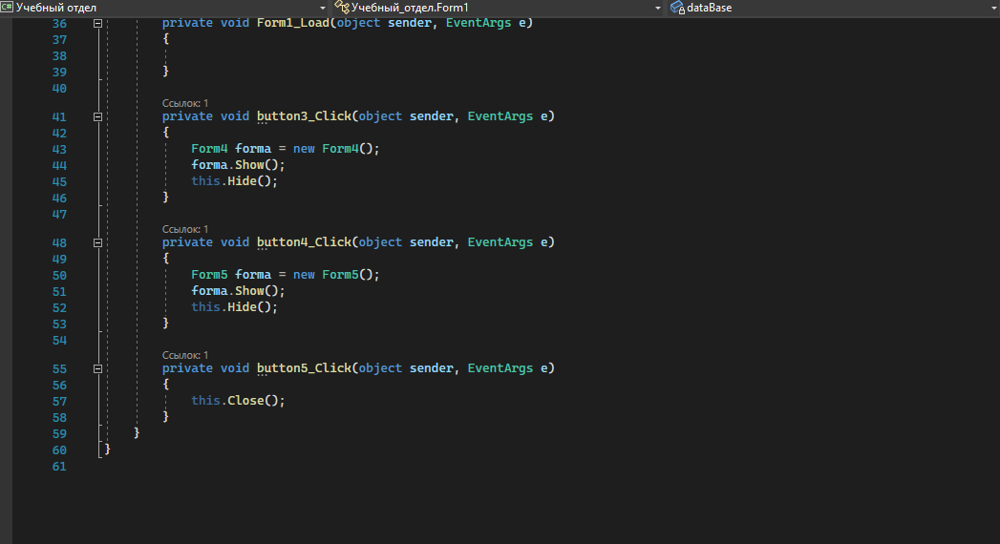 C# Учебный отдел Учебный_отдел.Form1 dataBase
36 private void Form1_Load(object sender, EventArgs e)
37 {
38
39 }
40
Ссылок: 1
41 private void button3_Click(object sender, EventArgs e)
42 {
43 Form4 forma = new Form4();
44 forma.Show();
45 this.Hide();
46 }
47
Ссылок: 1
48 private void button4_Click(object sender, EventArgs e)
49 {
50 Form5 forma = new Form5();
51 forma.Show();
52 this.Hide();
53 }
54
Ссылок: 1
55 private void button5_Click(object sender, EventArgs e)
56 {
57 this.Close();
58 }
59 }
60 }
61